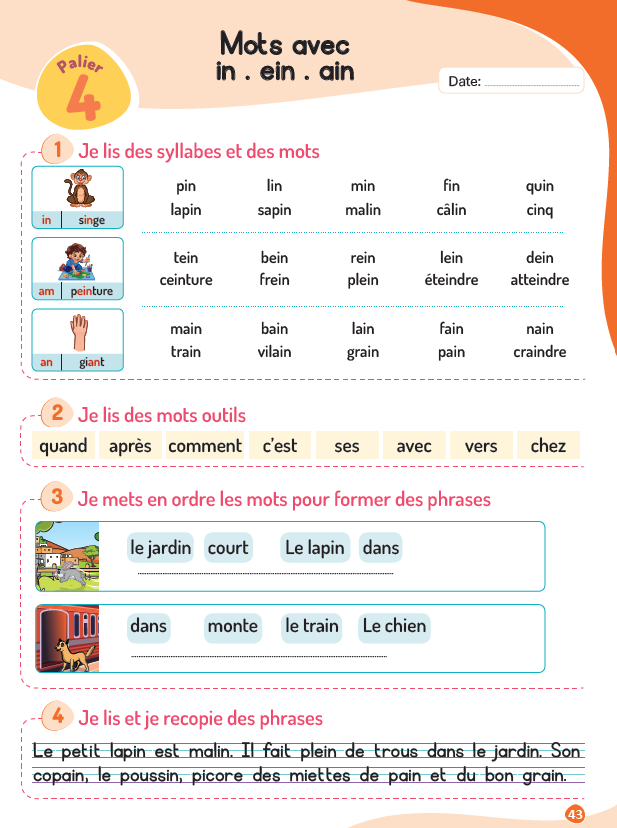 Mots avec
in . ein . ain
Palier
4
Date:
1 Je lis des syllabes et des mots
in singe
pin lin min fin quin
lapin sapin malin câlin cinq
am peinture
tein bein rein lein dein
ceinture frein plein éteindre atteindre
an giant
main bain lain fain nain
train vilain grain pain craindre
2 Je lis des mots outils
quand après comment c'est ses avec vers chez
3 Je mets en ordre les mots pour former des phrases
le jardin court Le lapin dans
dans monte le train Le chien
4 Je lis et je recopie des phrases
Le petit lapin est malin. Il fait plein de trous dans le jardin. Son
copain, le poussin, picore des miettes de pain et du bon grain.
43